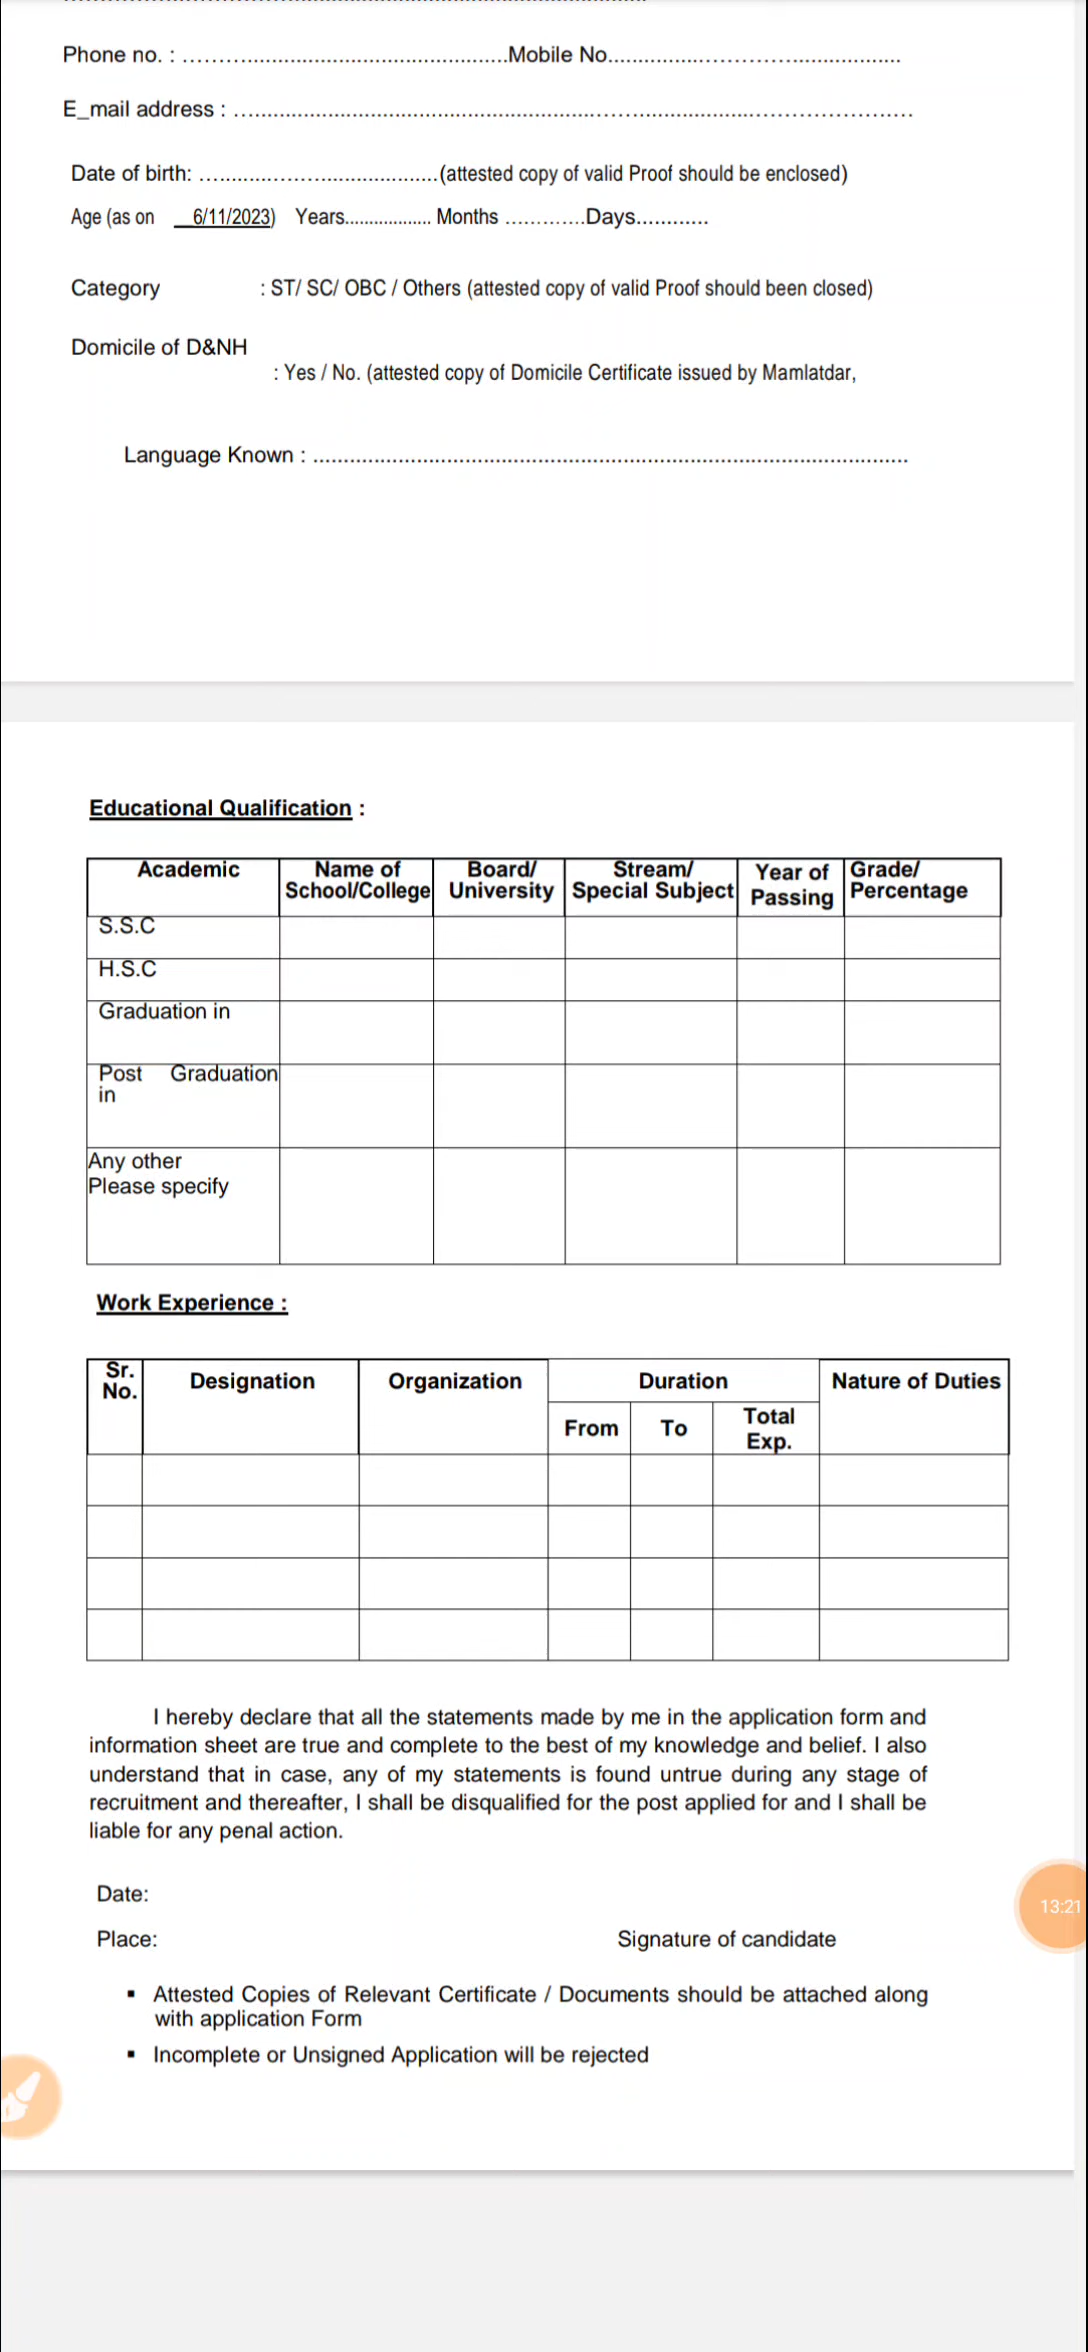 Phone no. : ......................................................Mobile No.................................................
E_mail address : ..................................................................................................................
Date of birth: ........................................(attested copy of valid Proof should be enclosed)
Age (as on __6/11/2023) Years.................. Months .............Days............
Category : ST/ SC/ OBC / Others (attested copy of valid Proof should been closed)
Domicile of D&NH
: Yes / No. (attested copy of Domicile Certificate issued by Mamlatdar,
Language Known : ..................................................................................................
Educational Qualification :
Academic Name of School/College Board/ University Stream/ Special Subject Year of Passing Grade/ Percentage
S.S.C
H.S.C
Graduation in
Post Graduation
in
Any other
Please specify
Work Experience :
Sr. No. Designation Organization Duration Nature of Duties
From To Total Exp.
I hereby declare that all the statements made by me in the application form and
information sheet are true and complete to the best of my knowledge and belief. I also
understand that in case, any of my statements is found untrue during any stage of
recruitment and thereafter, I shall be disqualified for the post applied for and I shall be
liable for any penal action.
Date:
13:21
Place: Signature of candidate
▪ Attested Copies of Relevant Certificate / Documents should be attached along
with application Form
▪ Incomplete or Unsigned Application will be rejected